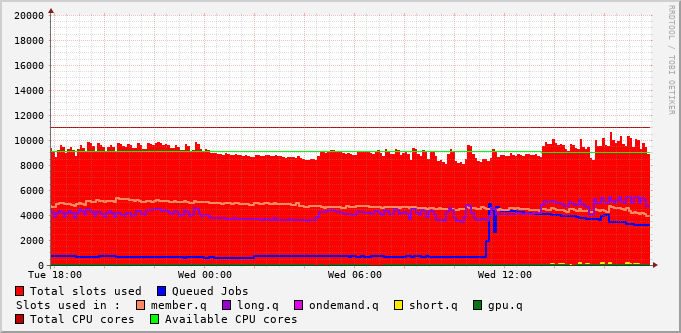 20000
18000
16000
14000
12000
10000
8000
6000
4000
2000
0
Tue 18:00 Wed 00:00 Wed 06:00 Wed 12:00
Total slots used Queued Jobs
Slots used in : member.q long.q ondemand.q short.q gpu.q
Total CPU cores Available CPU cores
RRDTOOL / TOBI OETIKER